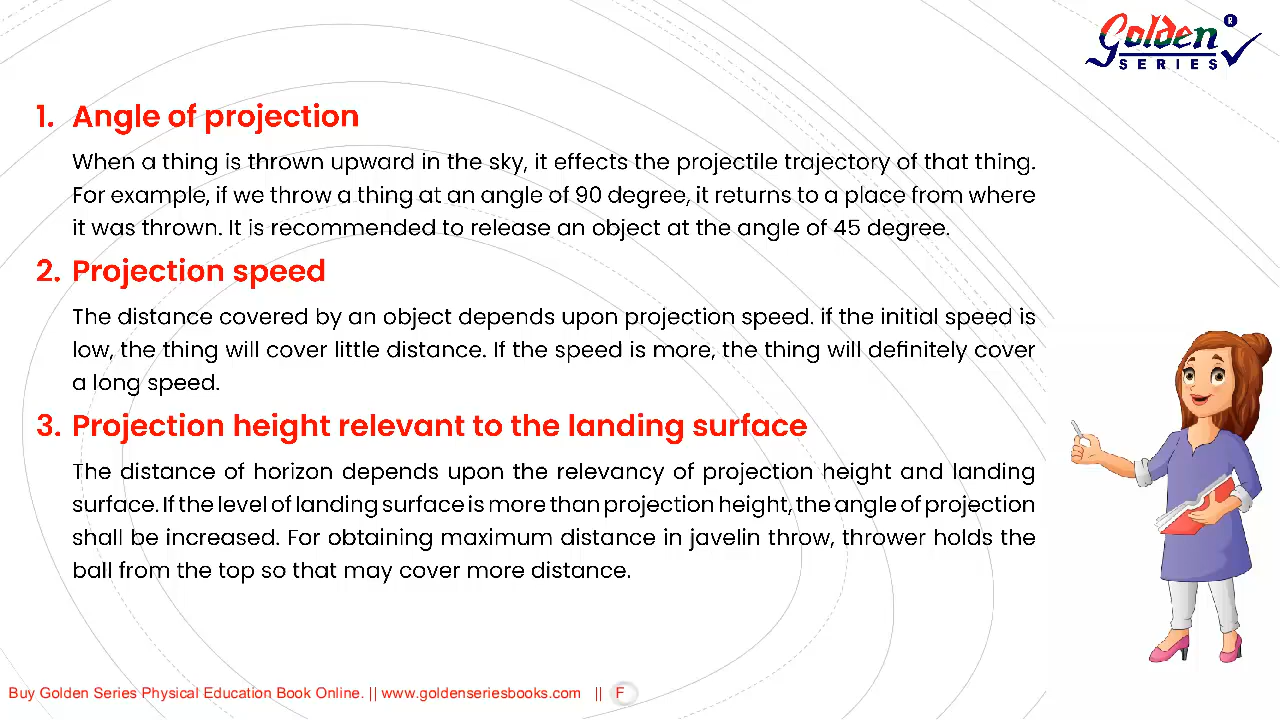 Golden ®
SERIES
1. Angle of projection
When a thing is thrown upward in the sky, it effects the projectile trajectory of that thing.
For example, if we throw a thing at an angle of 90 degree, it returns to a place from where
it was thrown. It is recommended to release an object at the angle of 45 degree.
2. Projection speed
The distance covered by an object depends upon projection speed. if the initial speed is
low, the thing will cover little distance. If the speed is more, the thing will definitely cover
a long speed.
3. Projection height relevant to the landing surface
The distance of horizon depends upon the relevancy of projection height and landing
surface. If the level of landing surface is more than projection height, the angle of projection
shall be increased. For obtaining maximum distance in javelin throw, thrower holds the
ball from the top so that may cover more distance.
Buy Golden Series Physical Education Book Online. || www.goldenseriesbooks.com || F